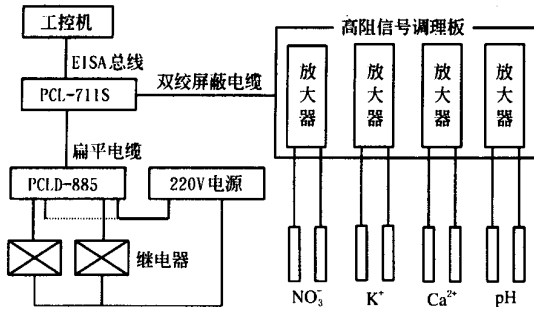 工控机
EISA总线
PCL-711S
双绞屏蔽电缆
扁平电缆
PCLD-885
220V电源
继电器
高阻信号调理板
放大器
放大器
放大器
放大器
NO₃⁻
K⁺
Ca²⁺
pH